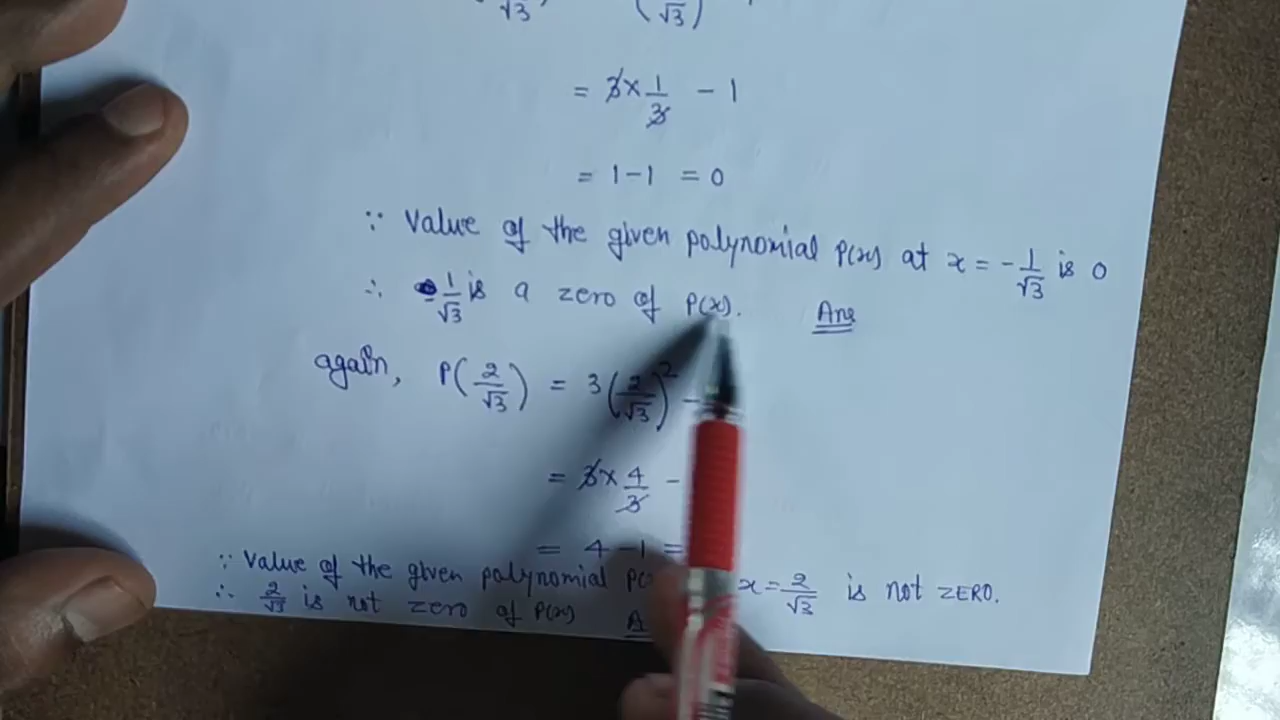 √3 ( √3 )
= 3 × 1/3 - 1
= 1 - 1 = 0
∵ Value of the given polynomial P(x) at x = - 1/√3 is 0
∴ 1/√3 is a zero of P(x). Ans
again, P(2/√3) = 3(2/√3)² -
= 3 × 4/3 -
= 4 - 1 =
∵ Value of the given polynomial x = 2/√3 is not ZERO.
∴ 2/√3 is not zero of P(x)